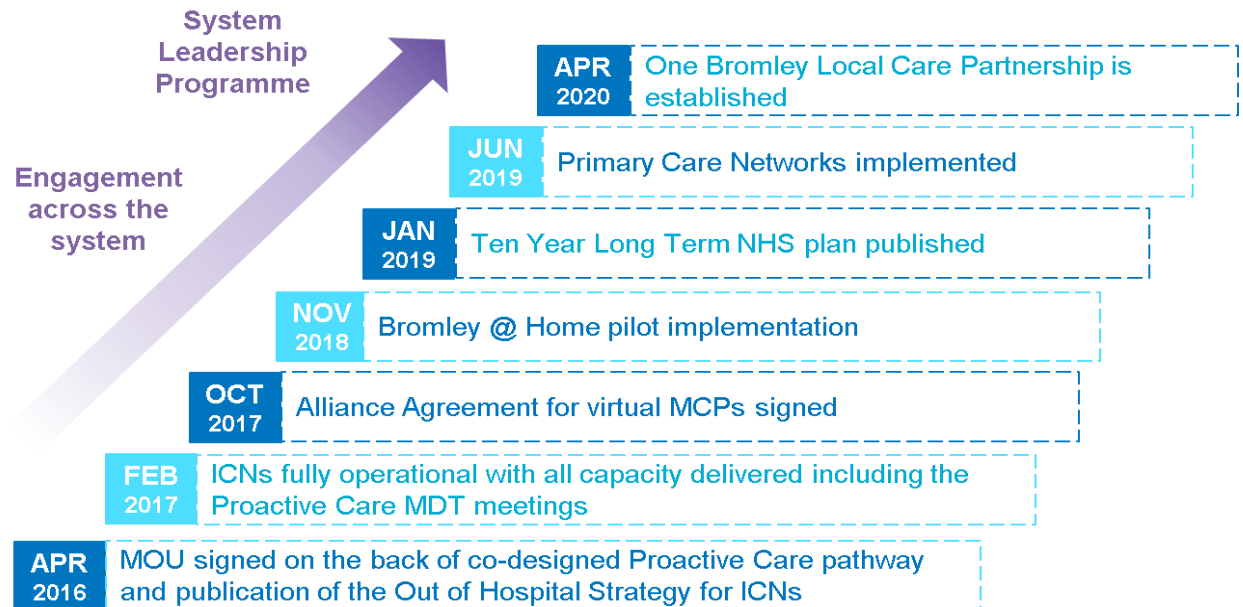 System
Leadership
Programme
Engagement
across the
system
APR
2020
One Bromley Local Care Partnership is
established
JUN
2019
Primary Care Networks implemented
JAN
2019
Ten Year Long Term NHS plan published
NOV
2018
Bromley @ Home pilot implementation
OCT
2017
Alliance Agreement for virtual MCPs signed
FEB
2017
ICNs fully operational with all capacity delivered including the
Proactive Care MDT meetings
APR
2016
MOU signed on the back of co-designed Proactive Care pathway
and publication of the Out of Hospital Strategy for ICNs